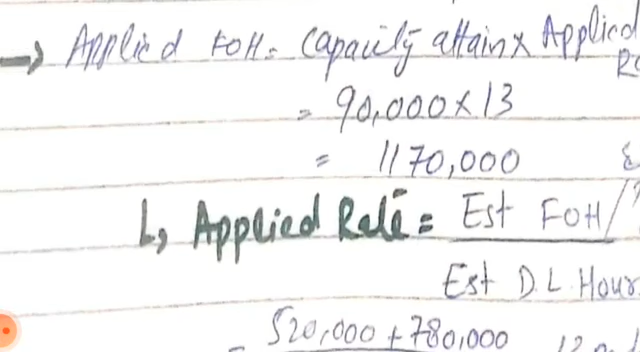 → Applied FOH = Capacity attain × Applied
= 90,000 × 13
= 1170,000
L, Applied Rate = Est FOH /
Est D.L Hour
= 520,000 + 780,000